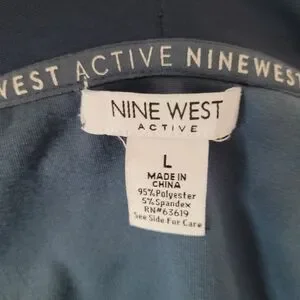 WEST ACTIVE NINEWEST
NINE WEST
ACTIVE
L
MADE IN
CHINA
95% Polyester
5% Spandex
RN#63619
See Side For Care